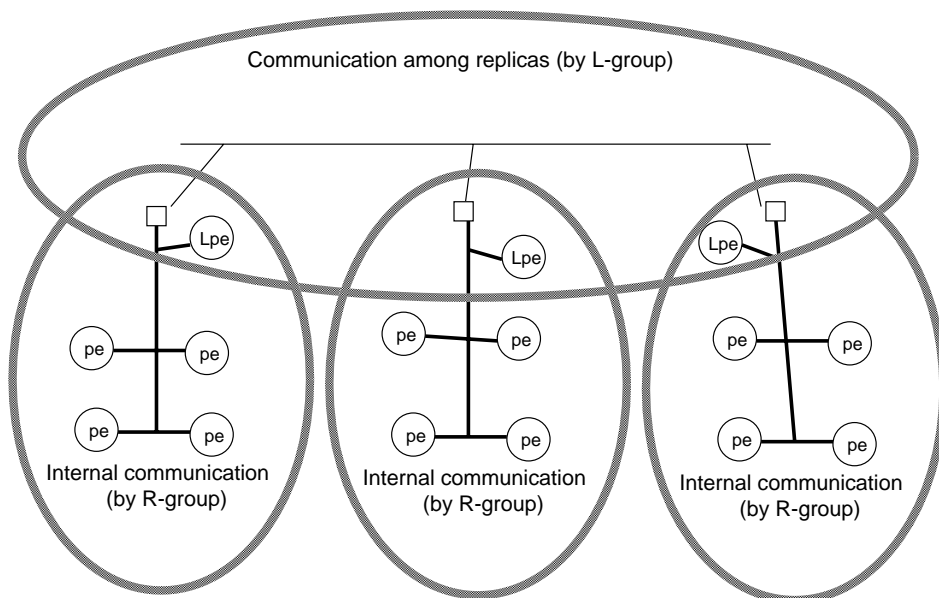 Communication among replicas (by L-group)
Lpe
Lpe
Lpe
pe
pe
pe
pe
pe
pe
pe
pe
pe
pe
pe
pe
Internal communication
(by R-group)
Internal communication
(by R-group)
Internal communication
(by R-group)